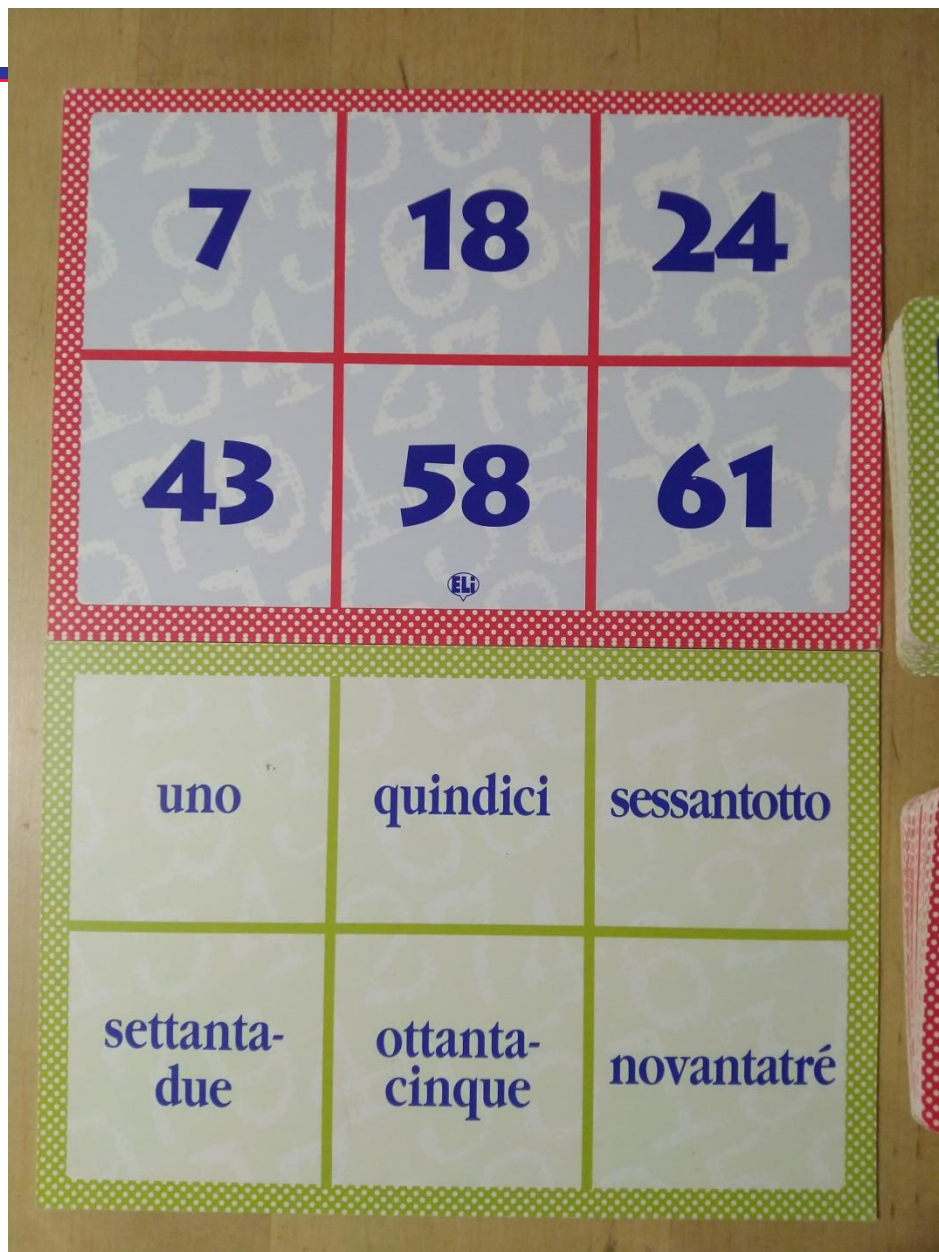 7 18 24
43 58 61
ELi
uno quindici sessantotto
settanta-
due
ottanta-
cinque
novantatré